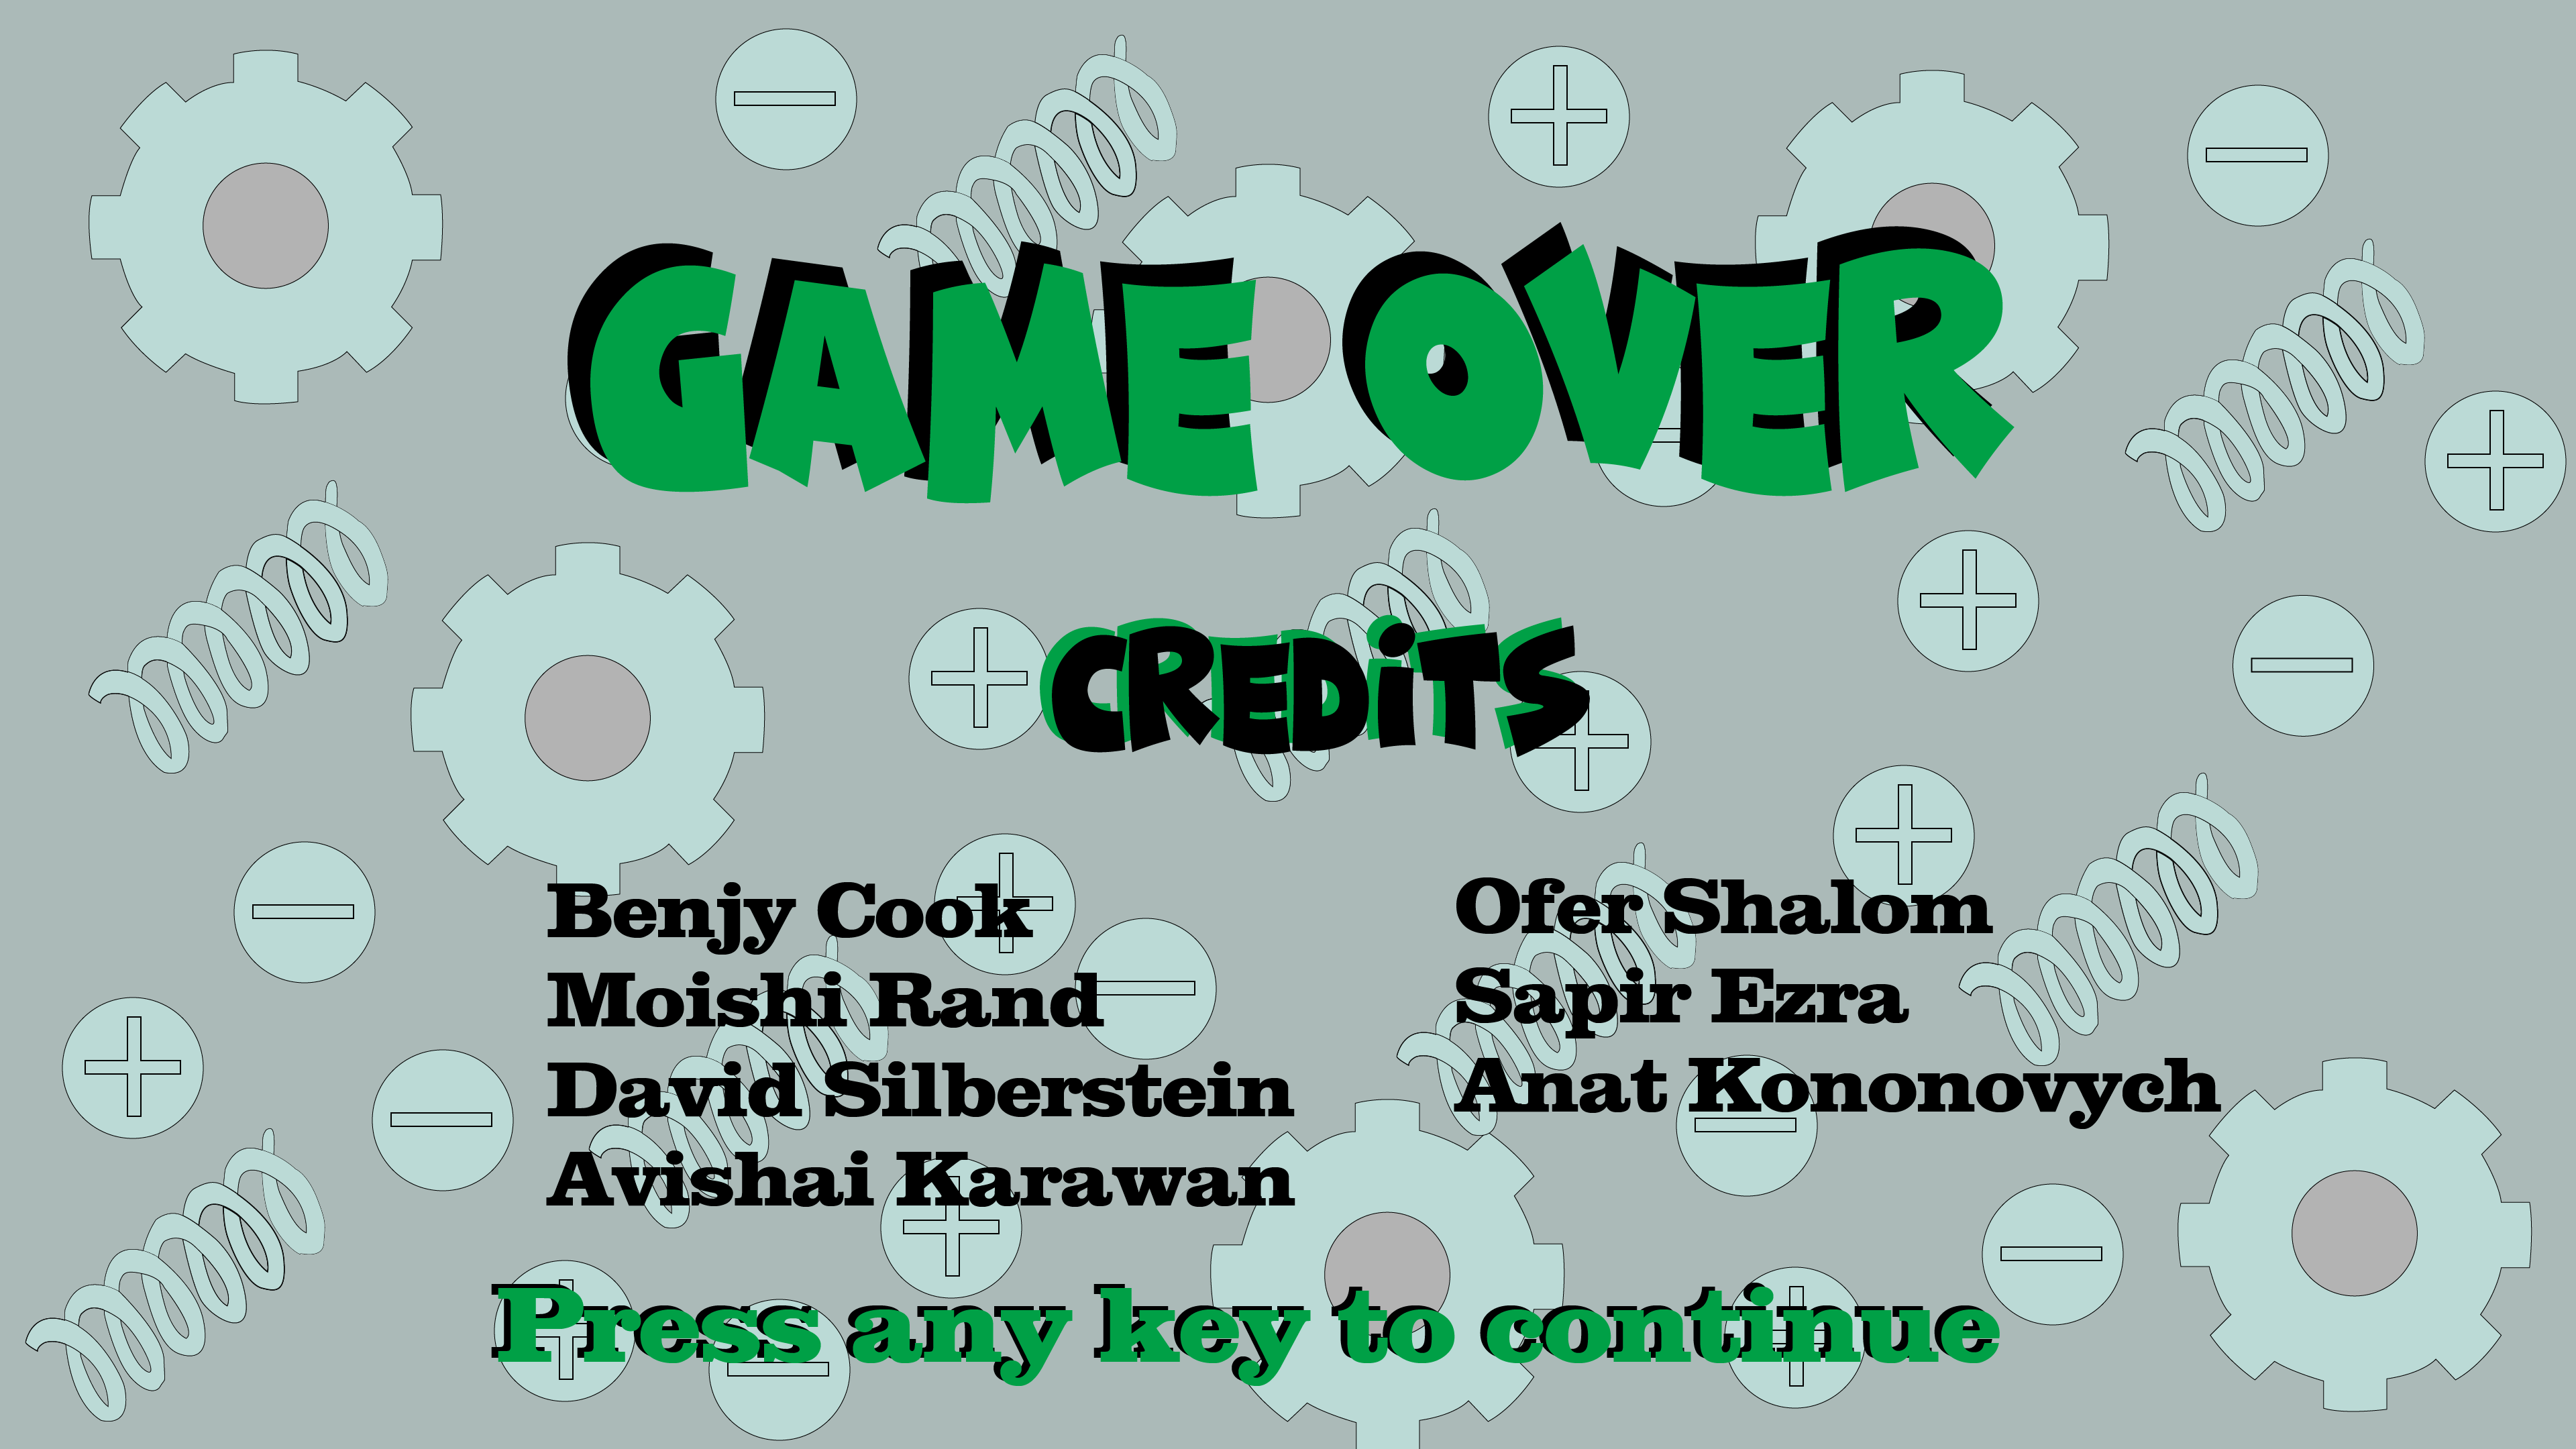 GAME OVER
CREDiTS
Benjy Cook
Moishi Rand
David Silberstein
Avishai Karawan
Ofer Shalom
Sapir Ezra
Anat Kononovych
Press any key to continue